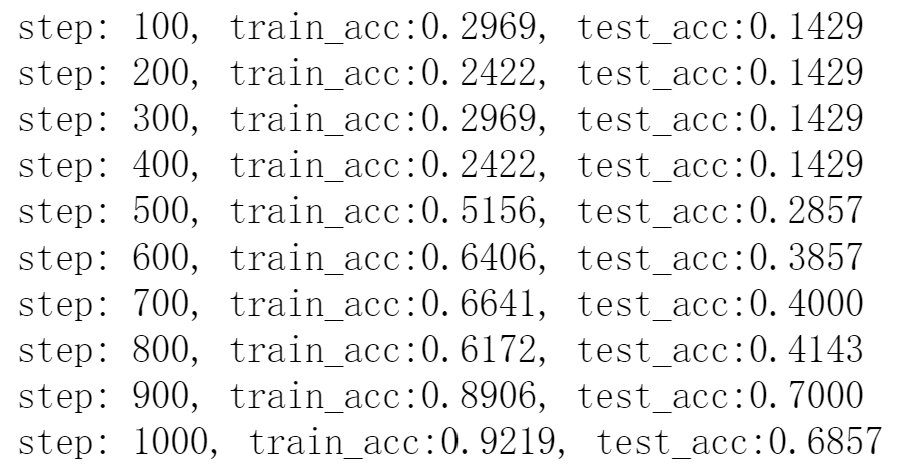 step: 100, train_acc:0.2969, test_acc:0.1429
step: 200, train_acc:0.2422, test_acc:0.1429
step: 300, train_acc:0.2969, test_acc:0.1429
step: 400, train_acc:0.2422, test_acc:0.1429
step: 500, train_acc:0.5156, test_acc:0.2857
step: 600, train_acc:0.6406, test_acc:0.3857
step: 700, train_acc:0.6641, test_acc:0.4000
step: 800, train_acc:0.6172, test_acc:0.4143
step: 900, train_acc:0.8906, test_acc:0.7000
step: 1000, train_acc:0.9219, test_acc:0.6857